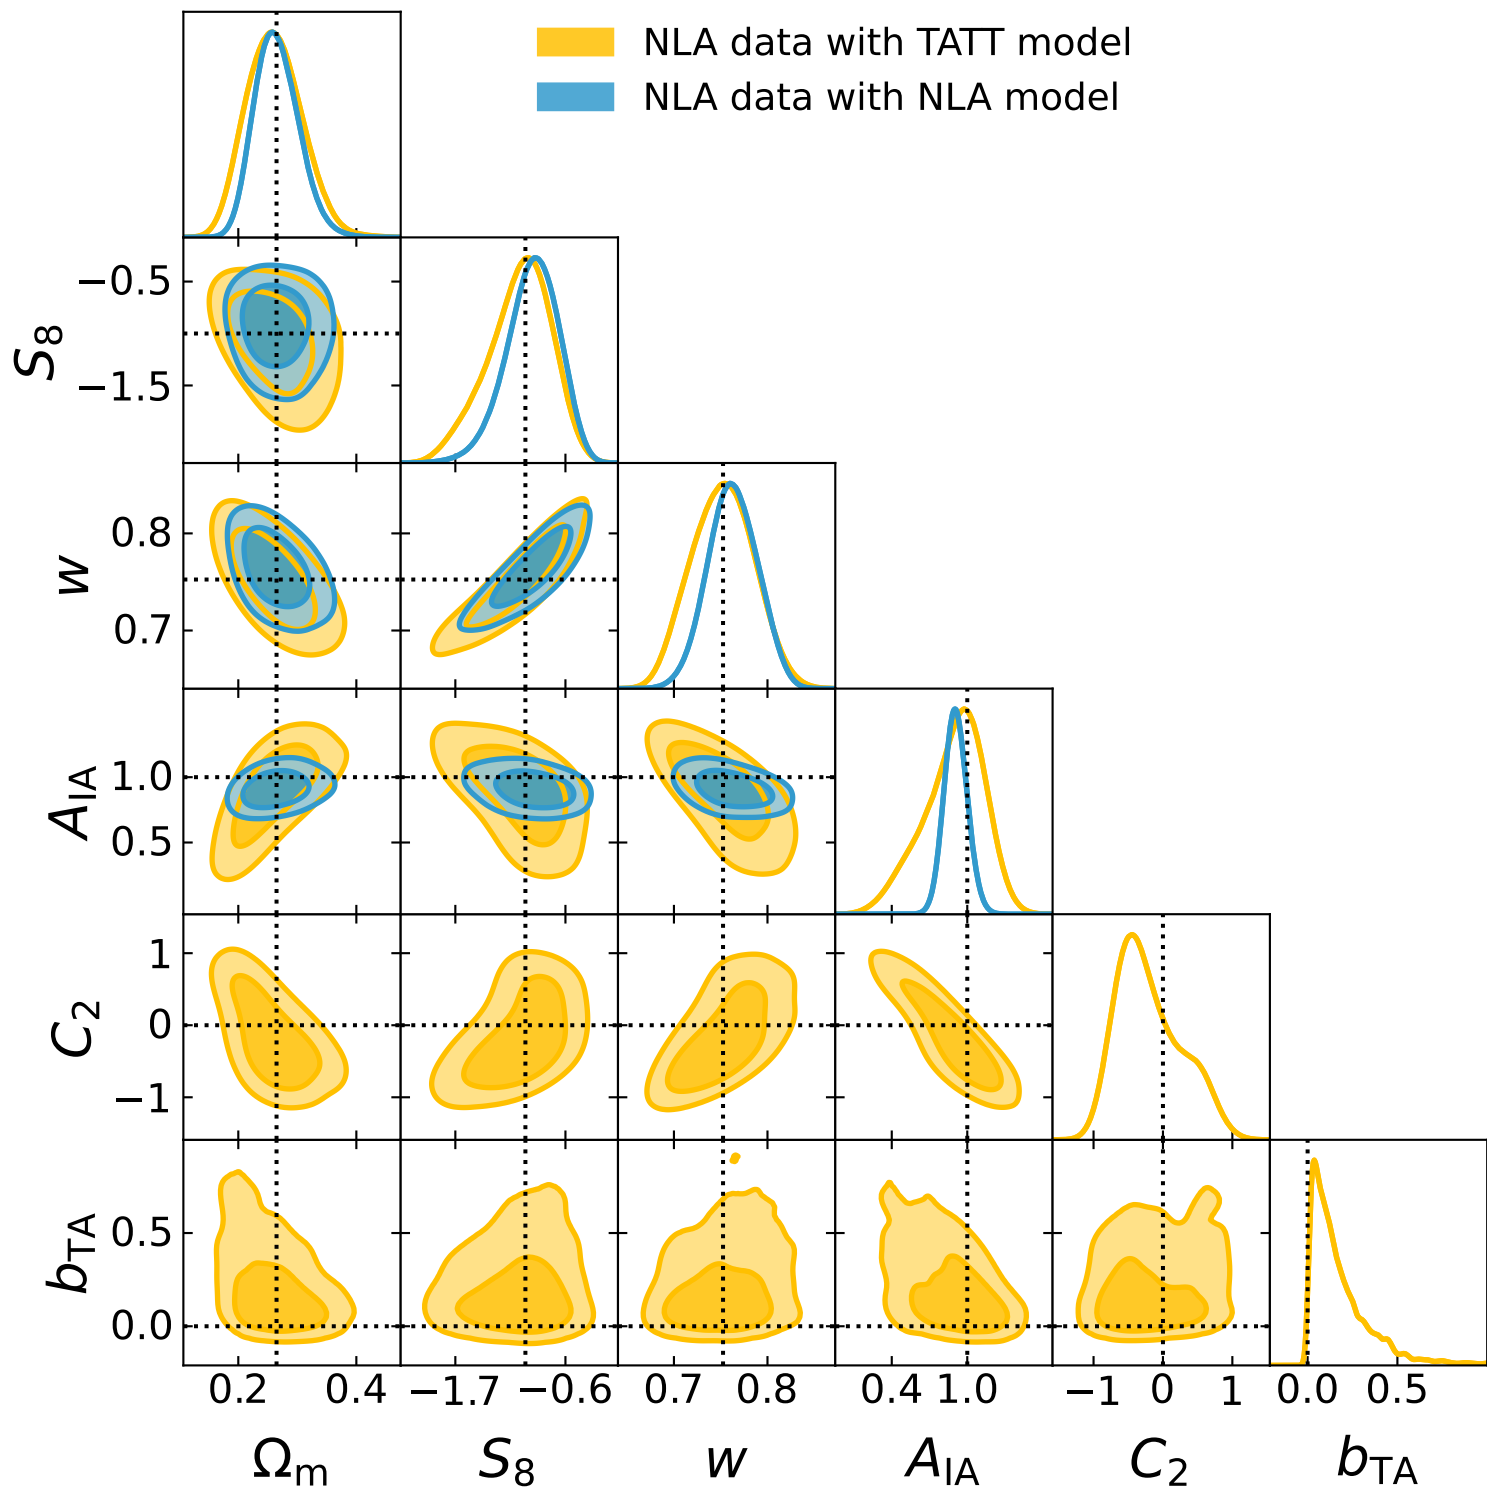 NLA data with TATT model
NLA data with NLA model
−0.5
−1.5
S8
0.8
0.7
w
1.0
0.5
AIA
1
0
−1
C2
0.5
0.0
bTA
0.2 0.4 −1.7 −0.6 0.7 0.8 0.4 1.0 −1 0 1 0.0 0.5
Ωm S8 w AIA C2 bTA